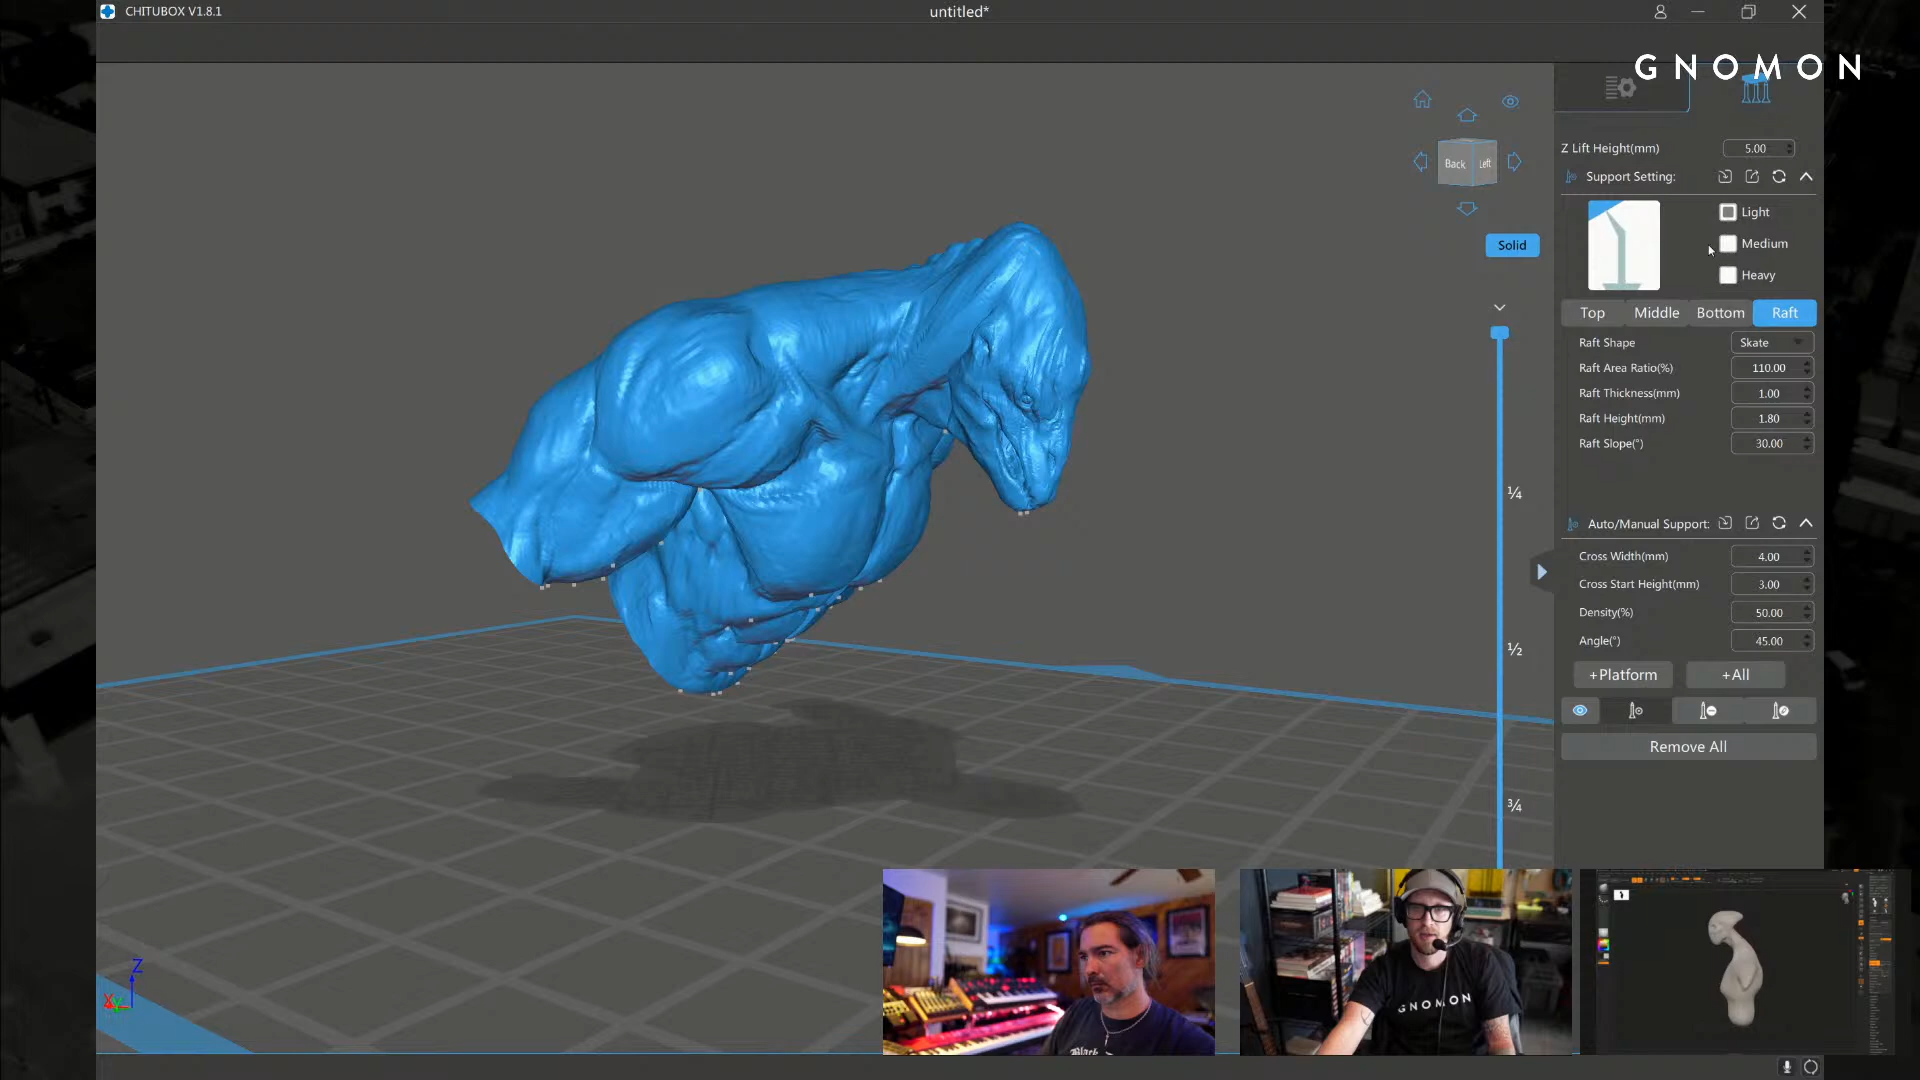 CHITUBOX V1.8.1
untitled*
GNOMON
Back
Left
Solid
Z Lift Height(mm)
5.00
Support Setting:
Light
Medium
Heavy
Top
Middle
Bottom
Raft
Raft Shape
Skate
Raft Area Ratio(%)
110.00
Raft Thickness(mm)
1.00
Raft Height(mm)
1.80
Raft Slope(°)
30.00
¼
½
¾
Auto/Manual Support:
Cross Width(mm)
4.00
Cross Start Height(mm)
3.00
Density(%)
50.00
Angle(°)
45.00
+Platform
+All
Remove All
Z
X
Y
Black
GNOMON